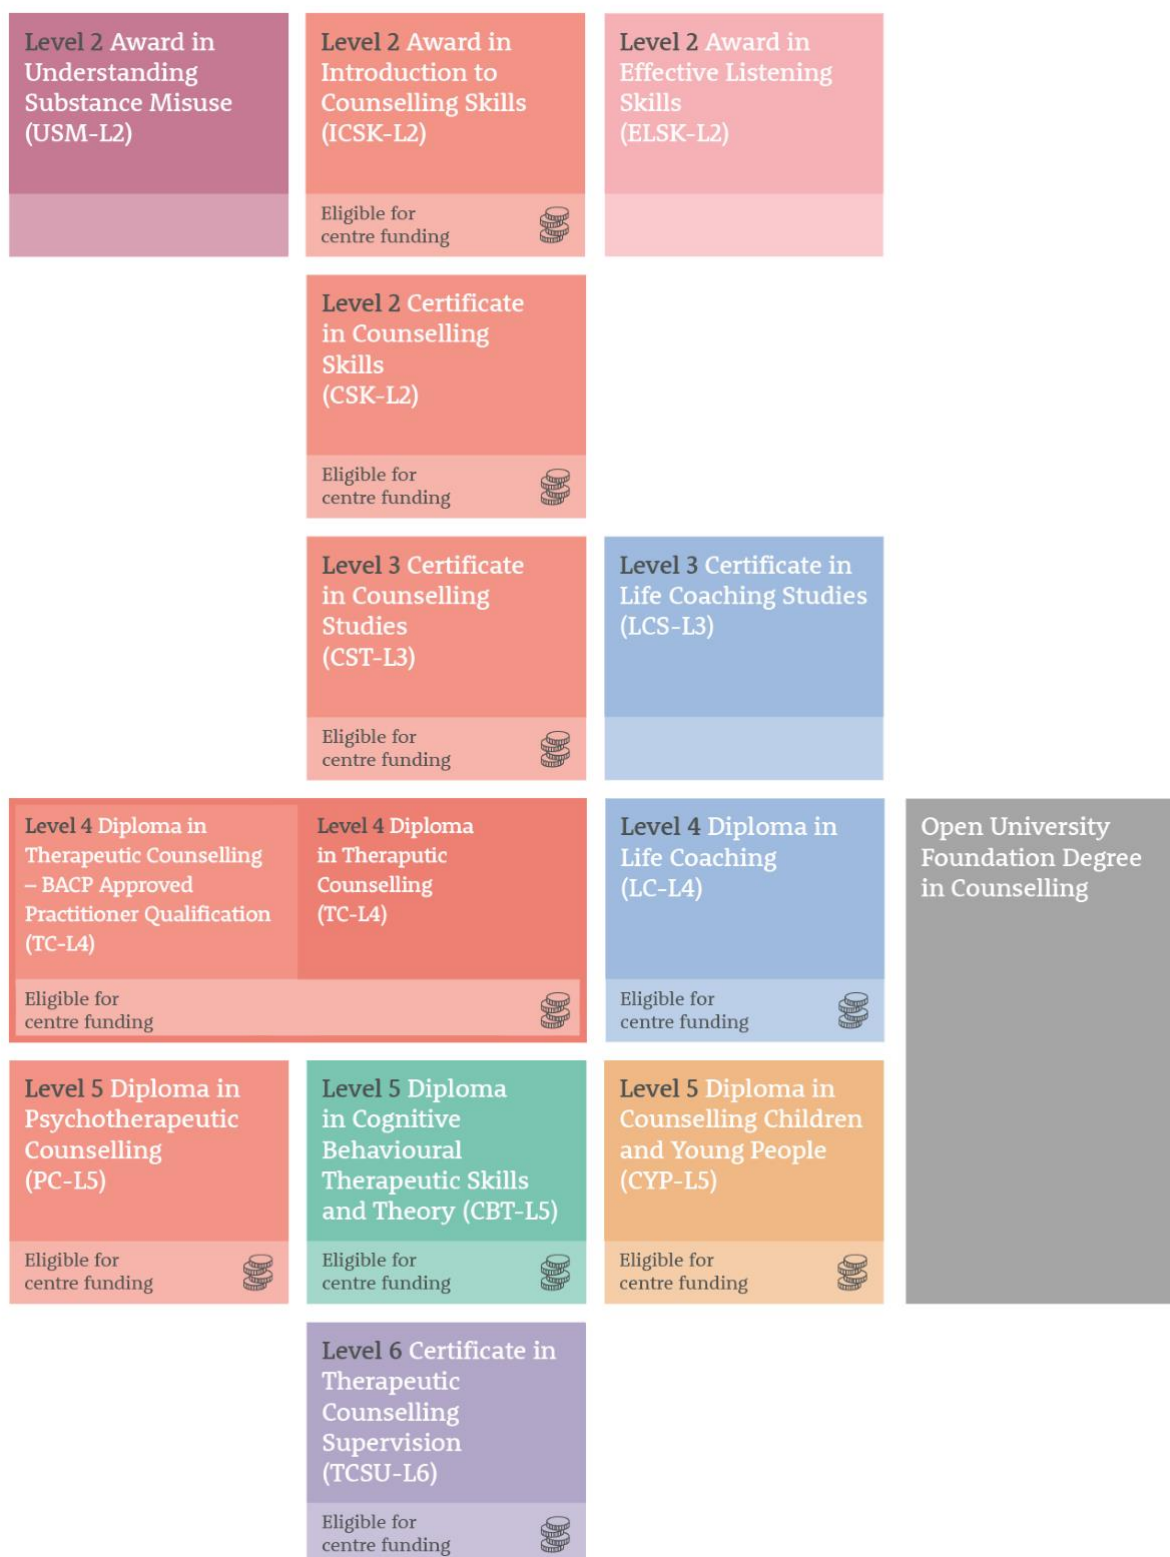 Level 2 Award in
Understanding
Substance Misuse
(USM-L2)
Level 2 Award in
Introduction to
Counselling Skills
(ICSK-L2)
Eligible for
centre funding
Level 2 Award in
Effective Listening
Skills
(ELSK-L2)
Level 2 Certificate
in Counselling
Skills
(CSK-L2)
Eligible for
centre funding
Level 3 Certificate
in Counselling
Studies
(CST-L3)
Eligible for
centre funding
Level 3 Certificate in
Life Coaching Studies
(LCS-L3)
Level 4 Diploma in
Therapeutic Counselling
– BACP Approved
Practitioner Qualification
(TC-L4)
Level 4 Diploma
in Theraputic
Counselling
(TC-L4)
Eligible for
centre funding
Level 4 Diploma in
Life Coaching
(LC-L4)
Eligible for
centre funding
Open University
Foundation Degree
in Counselling
Level 5 Diploma in
Psychotherapeutic
Counselling
(PC-L5)
Eligible for
centre funding
Level 5 Diploma
in Cognitive
Behavioural
Therapeutic Skills
and Theory (CBT-L5)
Eligible for
centre funding
Level 5 Diploma in
Counselling Children
and Young People
(CYP-L5)
Eligible for
centre funding
Level 6 Certificate in
Therapeutic
Counselling
Supervision
(TCSU-L6)
Eligible for
centre funding